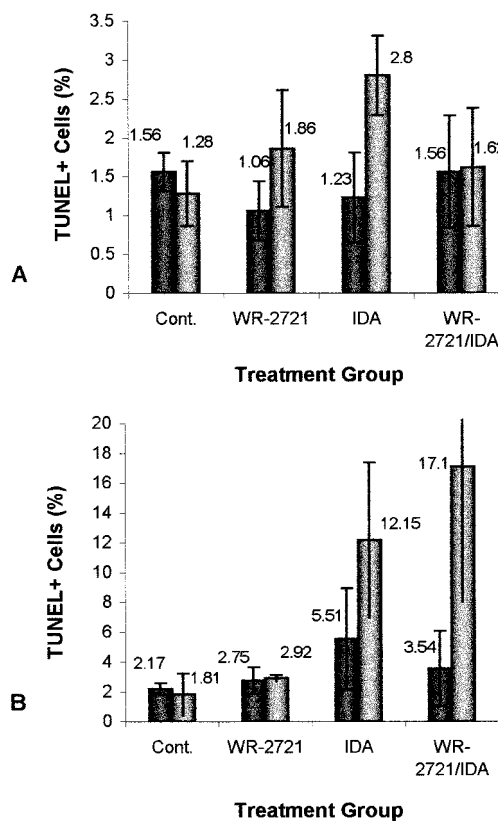 3.5
3
2.5
2
1.5
1
0.5
0
TUNEL+ Cells (%)
1.56
1.28
1.06
1.86
1.23
2.8
1.56
1.62
A
Cont.
WR-2721
IDA
WR-
2721/IDA
Treatment Group
20
18
16
14
12
10
8
6
4
2
0
TUNEL+ Cells (%)
2.17
1.81
2.75
2.92
5.51
12.15
3.54
17.1
B
Cont.
WR-2721
IDA
WR-
2721/IDA
Treatment Group